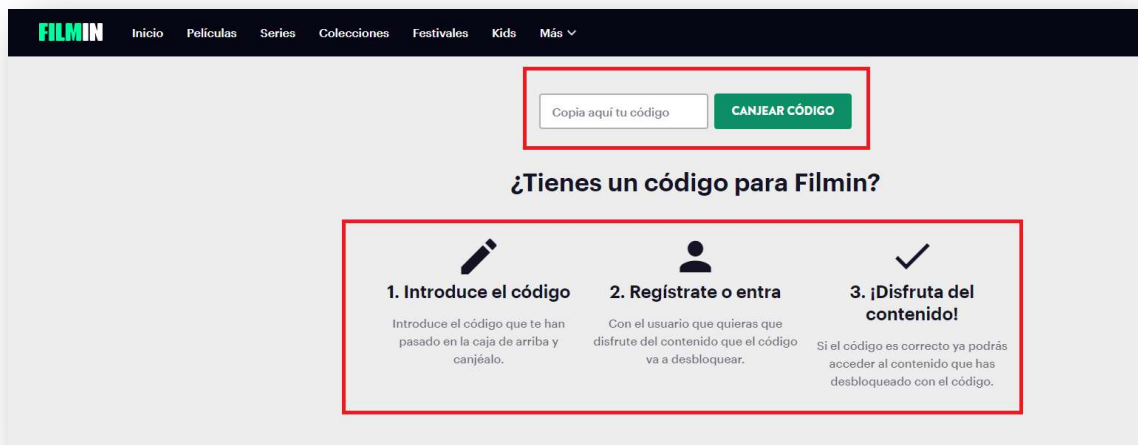 FILMIN Inicio Películas Series Colecciones Festivales Kids Más
Copia aquí tu código CANJEAR CÓDIGO
¿Tienes un código para Filmin?
1. Introduce el código
Introduce el código que te han
pasado en la caja de arriba y
canjéalo.
2. Regístrate o entra
Con el usuario que quieras que
disfrute del contenido que el código
va a desbloquear.
3. ¡Disfruta del
contenido!
Si el código es correcto ya podrás
acceder al contenido que has
desbloqueado con el código.